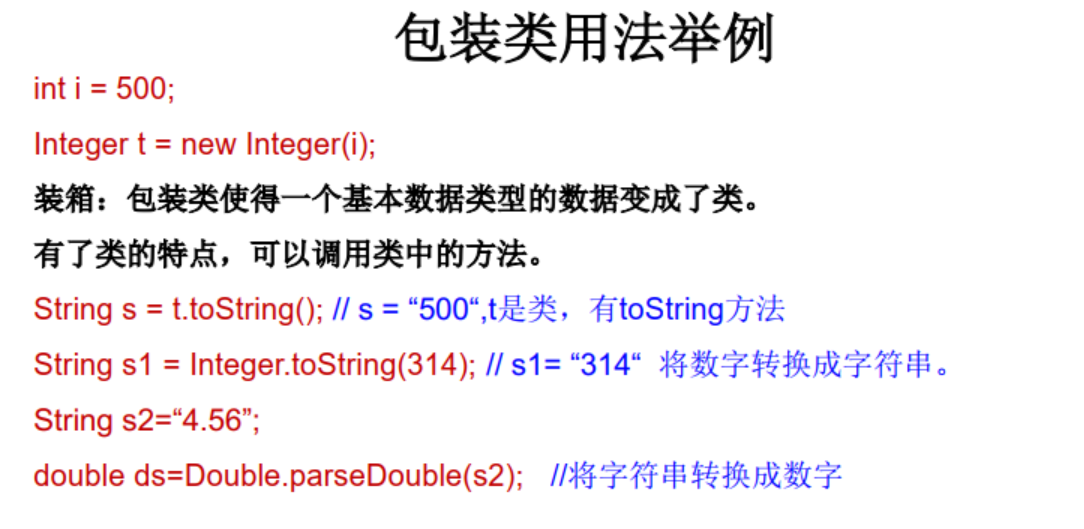 包装类用法举例
int i = 500;
Integer t = new Integer(i);
装箱：包装类使得一个基本数据类型的数据变成了类。
有了类的特点，可以调用类中的方法。
String s = t.toString(); // s = “500“,t是类，有toString方法
String s1 = Integer.toString(314); // s1= “314“ 将数字转换成字符串。
String s2=“4.56”;
double ds=Double.parseDouble(s2); //将字符串转换成数字